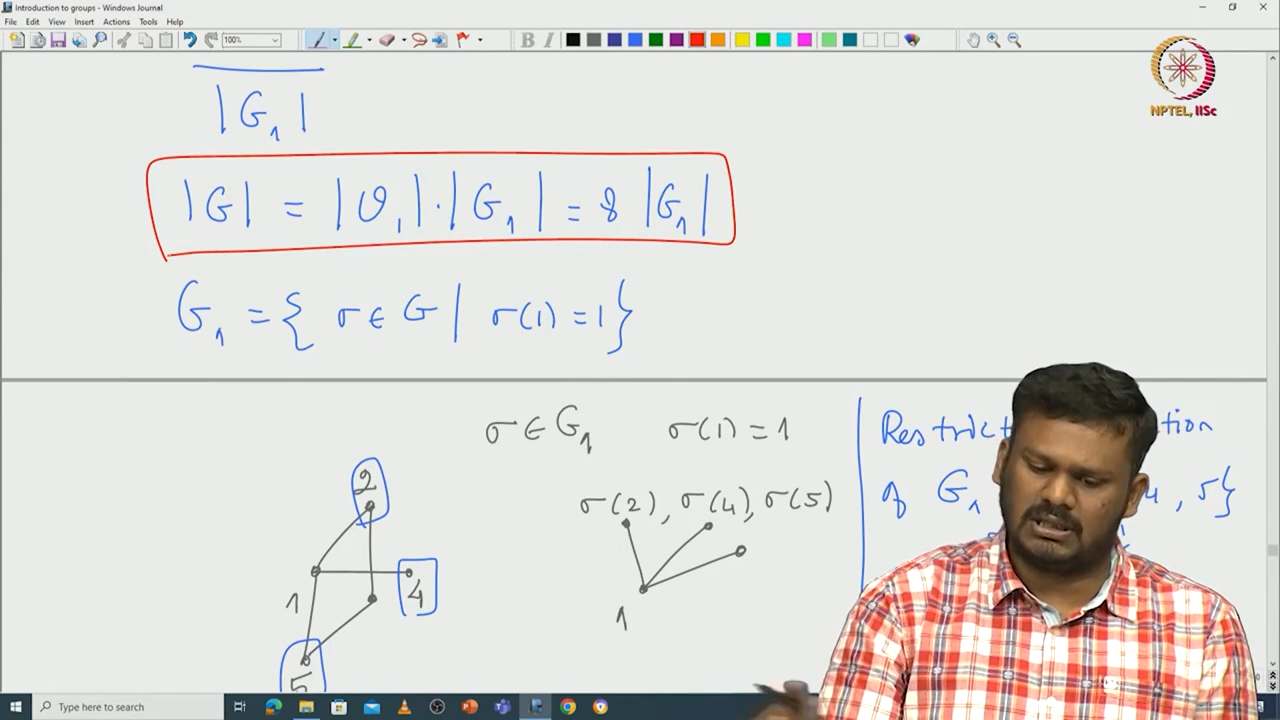 Introduction to groups - Windows Journal
File Edit View Insert Actions Tools Help
100%
B I
NPTEL, IISc
|G₁|
|G| = |O₁|·|G₁| = 8 |G₁|
G₁ = { σ ∈ G | σ(1) = 1 }
σ ∈ G₁ σ(1) = 1
of G₁ 4, 5}
2
σ(2), σ(4), σ(5)
1
4
1
5
Type here to search